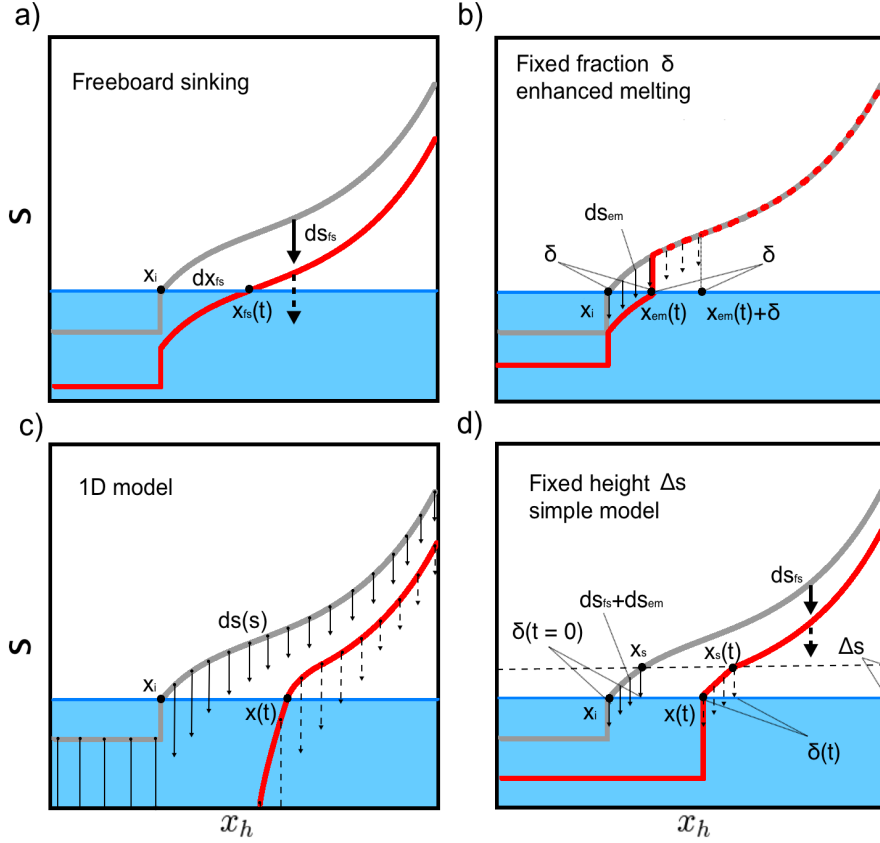 a)
Freeboard sinking
ds_fs
x_i
dx_fs
x_fs(t)
s
b)
Fixed fraction δ
enhanced melting
ds_em
δ
δ
x_i
x_em(t)
x_em(t)+δ
c)
1D model
ds(s)
x_i
x(t)
s
x_h
d)
Fixed height Δs
simple model
ds_fs
ds_fs+ds_em
δ(t = 0)
x_s
x_s(t)
Δs
x_i
x(t)
δ(t)
x_h